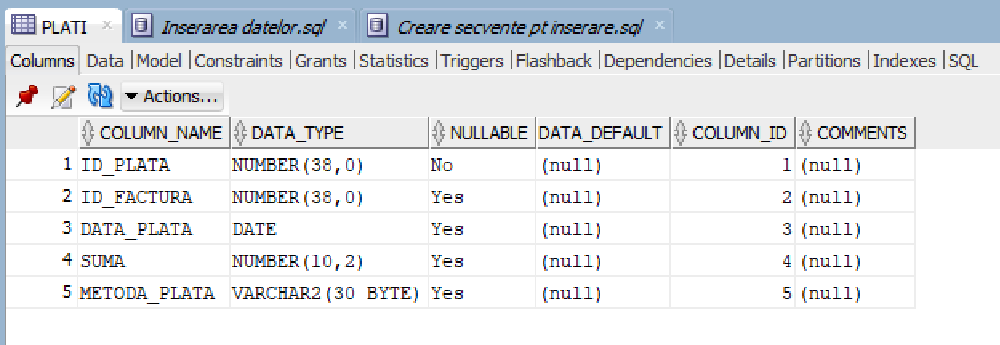 PLATI × Inserarea datelor.sql × Creare secvente pt inserare.sql ×
Columns Data Model Constraints Grants Statistics Triggers Flashback Dependencies Details Partitions Indexes SQL
Actions...
COLUMN_NAME DATA_TYPE NULLABLE DATA_DEFAULT COLUMN_ID COMMENTS
1 ID_PLATA NUMBER(38,0) No (null) 1 (null)
2 ID_FACTURA NUMBER(38,0) Yes (null) 2 (null)
3 DATA_PLATA DATE Yes (null) 3 (null)
4 SUMA NUMBER(10,2) Yes (null) 4 (null)
5 METODA_PLATA VARCHAR2(30 BYTE) Yes (null) 5 (null)